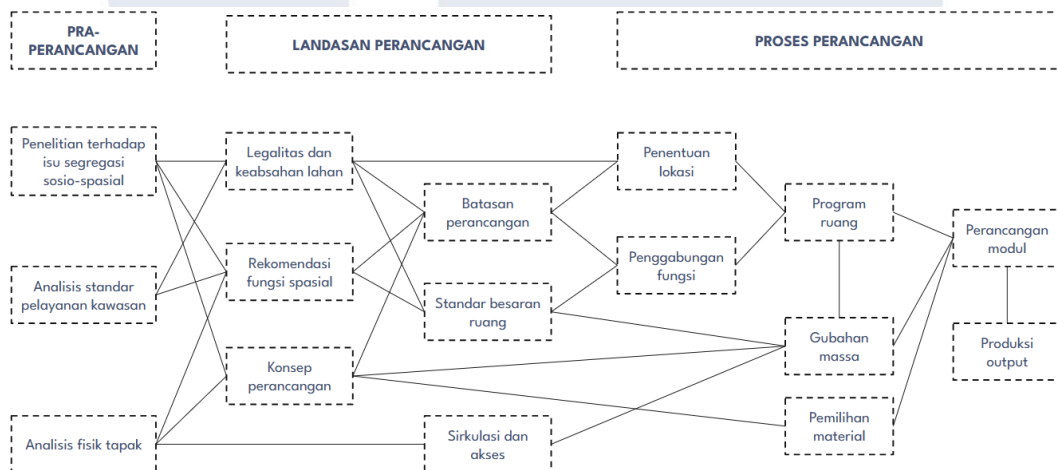 PRA-
PERANCANGAN
LANDASAN PERANCANGAN
PROSES PERANCANGAN
Penelitian terhadap
isu segregasi
sosio-spasial
Analisis standar
pelayanan kawasan
Analisis fisik tapak
Legalitas dan
keabsahan lahan
Rekomendasi
fungsi spasial
Konsep
perancangan
Batasan
perancangan
Standar besaran
ruang
Sirkulasi dan
akses
Penentuan
lokasi
Penggabungan
fungsi
Program
ruang
Gubahan
massa
Pemilihan
material
Perancangan
modul
Produksi
output